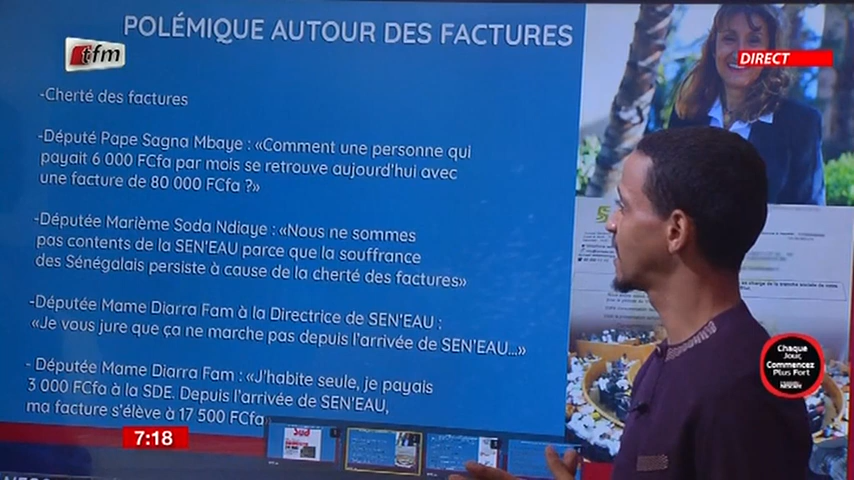 POLÉMIQUE AUTOUR DES FACTURES
tfm
DIRECT
-Cherté des factures
-Député Pape Sagna Mbaye : «Comment une personne qui
payait 6 000 FCfa par mois se retrouve aujourd'hui avec
une facture de 80 000 FCfa ?»
-Députée Marième Soda Ndiaye : «Nous ne sommes
pas contents de la SEN'EAU parce que la souffrance
des Sénégalais persiste à cause de la cherté des factures»
-Députée Mame Diarra Fam à la Directrice de SEN'EAU :
«Je vous jure que ça ne marche pas depuis l'arrivée de SEN'EAU...»
- Députée Mame Diarra Fam : «J'habite seule, je payais
3 000 FCfa à la SDE. Depuis l'arrivée de SEN'EAU,
ma facture s'élève à 17 500 FCfa»
Chaque
Jour,
Commencez
Plus Fort
7:18